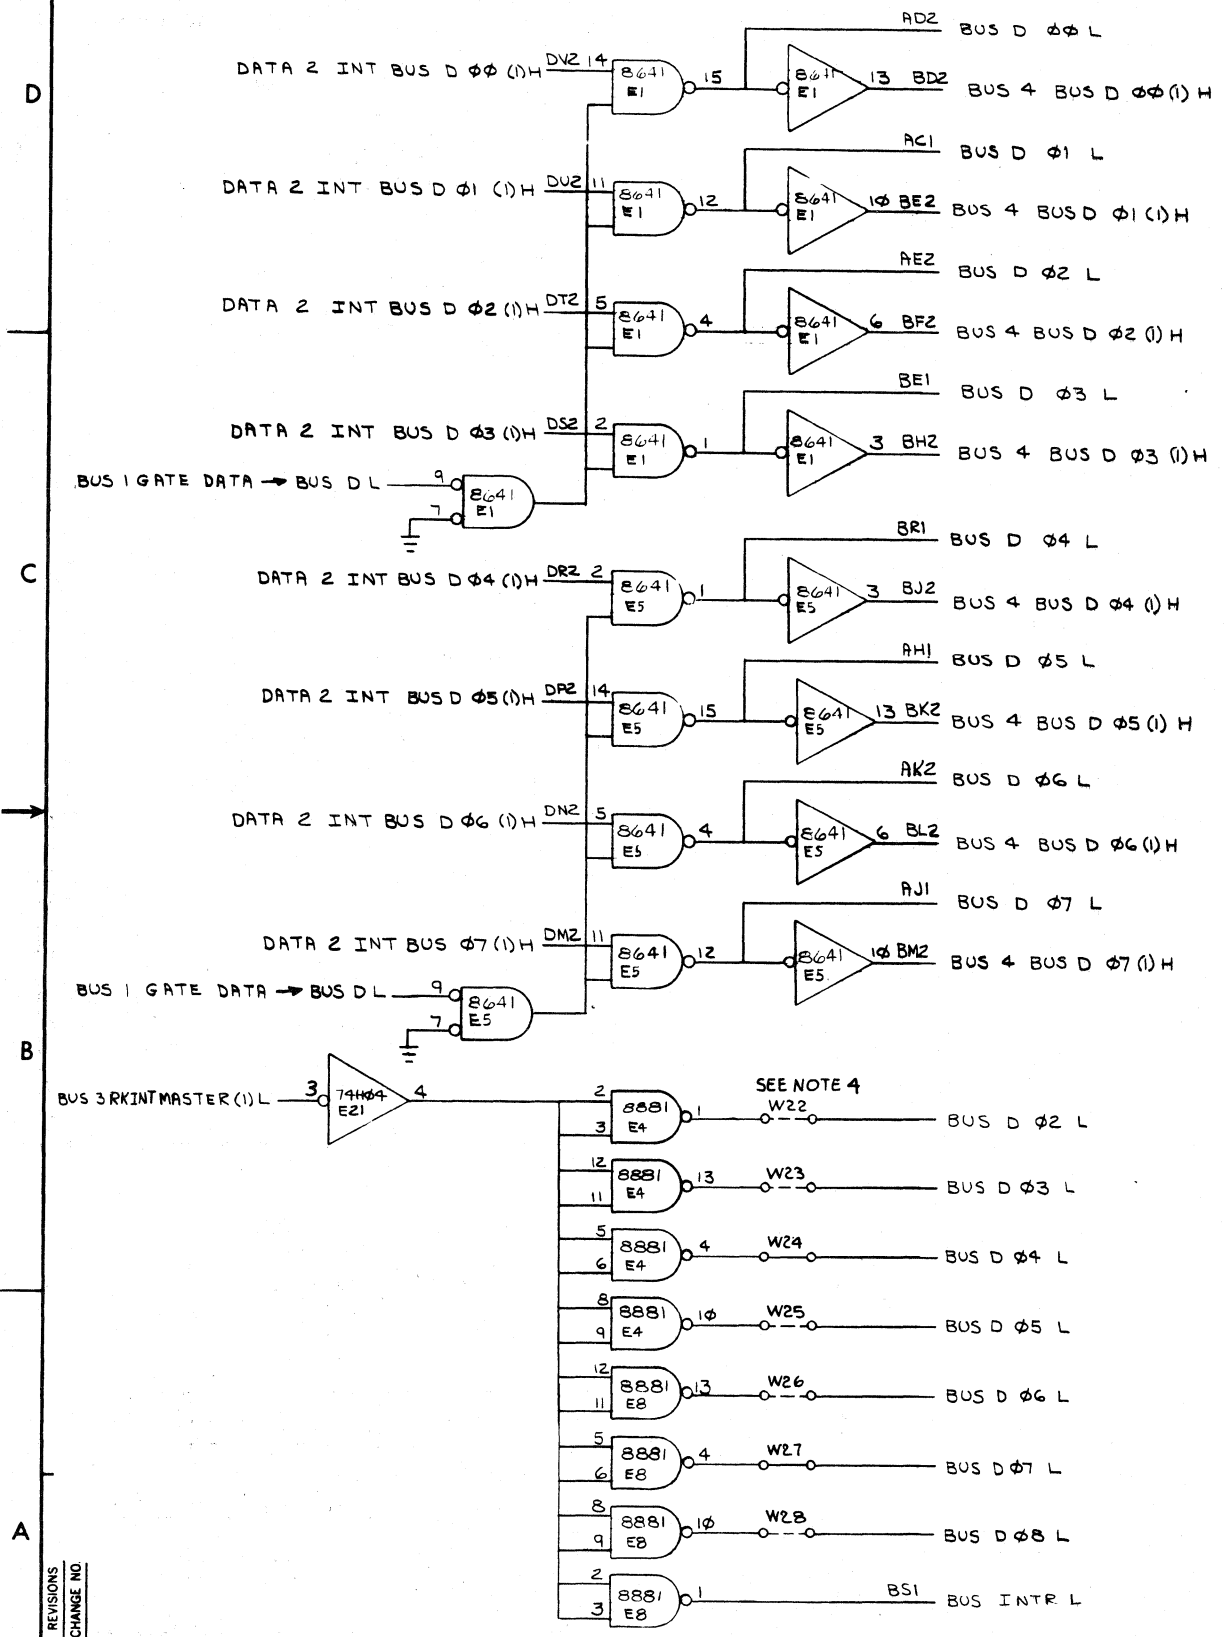 AD2
BUS D ØØ L
D
DATA 2 INT BUS D ØØ (1) H DV2 14 8641 E1 15 8641 E1 13 BD2 BUS 4 BUS D ØØ (1) H
AC1
BUS D Ø1 L
DATA 2 INT BUS D Ø1 (1) H DU2 11 8641 E1 12 8641 E1 1Ø BE2 BUS 4 BUS D Ø1 (1) H
AE2
BUS D Ø2 L
DATA 2 INT BUS D Ø2 (1) H DT2 5 8641 E1 4 8641 E1 6 BF2 BUS 4 BUS D Ø2 (1) H
BE1
BUS D Ø3 L
DATA 2 INT BUS D Ø3 (1) H DS2 2 8641 E1 1 8641 E1 3 BH2 BUS 4 BUS D Ø3 (1) H
BUS 1 GATE DATA → BUS D L 9 7 8641 E1
BR1
BUS D Ø4 L
C
DATA 2 INT BUS D Ø4 (1) H DR2 2 8641 E5 1 8641 E5 3 BJ2 BUS 4 BUS D Ø4 (1) H
AH1
BUS D Ø5 L
DATA 2 INT BUS D Ø5 (1) H DP2 14 8641 E5 15 8641 E5 13 BK2 BUS 4 BUS D Ø5 (1) H
AK2
BUS D Ø6 L
DATA 2 INT BUS D Ø6 (1) H DN2 5 8641 E5 4 8641 E5 6 BL2 BUS 4 BUS D Ø6 (1) H
AJ1
BUS D Ø7 L
DATA 2 INT BUS Ø7 (1) H DM2 11 8641 E5 12 8641 E5 1Ø BM2 BUS 4 BUS D Ø7 (1) H
BUS 1 GATE DATA → BUS D L 9 7 8641 E5
B
SEE NOTE 4
BUS 3 RKINT MASTER (1) L 3 74HØ4 E21 4
2 3 8881 E4 1 W22 BUS D Ø2 L
12 11 8881 E4 13 W23 BUS D Ø3 L
5 6 8881 E4 4 W24 BUS D Ø4 L
8 9 8881 E4 1Ø W25 BUS D Ø5 L
12 11 8881 E8 13 W26 BUS D Ø6 L
5 6 8881 E8 4 W27 BUS D Ø7 L
A
8 9 8881 E8 1Ø W28 BUS D Ø8 L
2 3 8881 E8 1 BS1 BUS INTR L
REVISIONS
CHANGE NO.